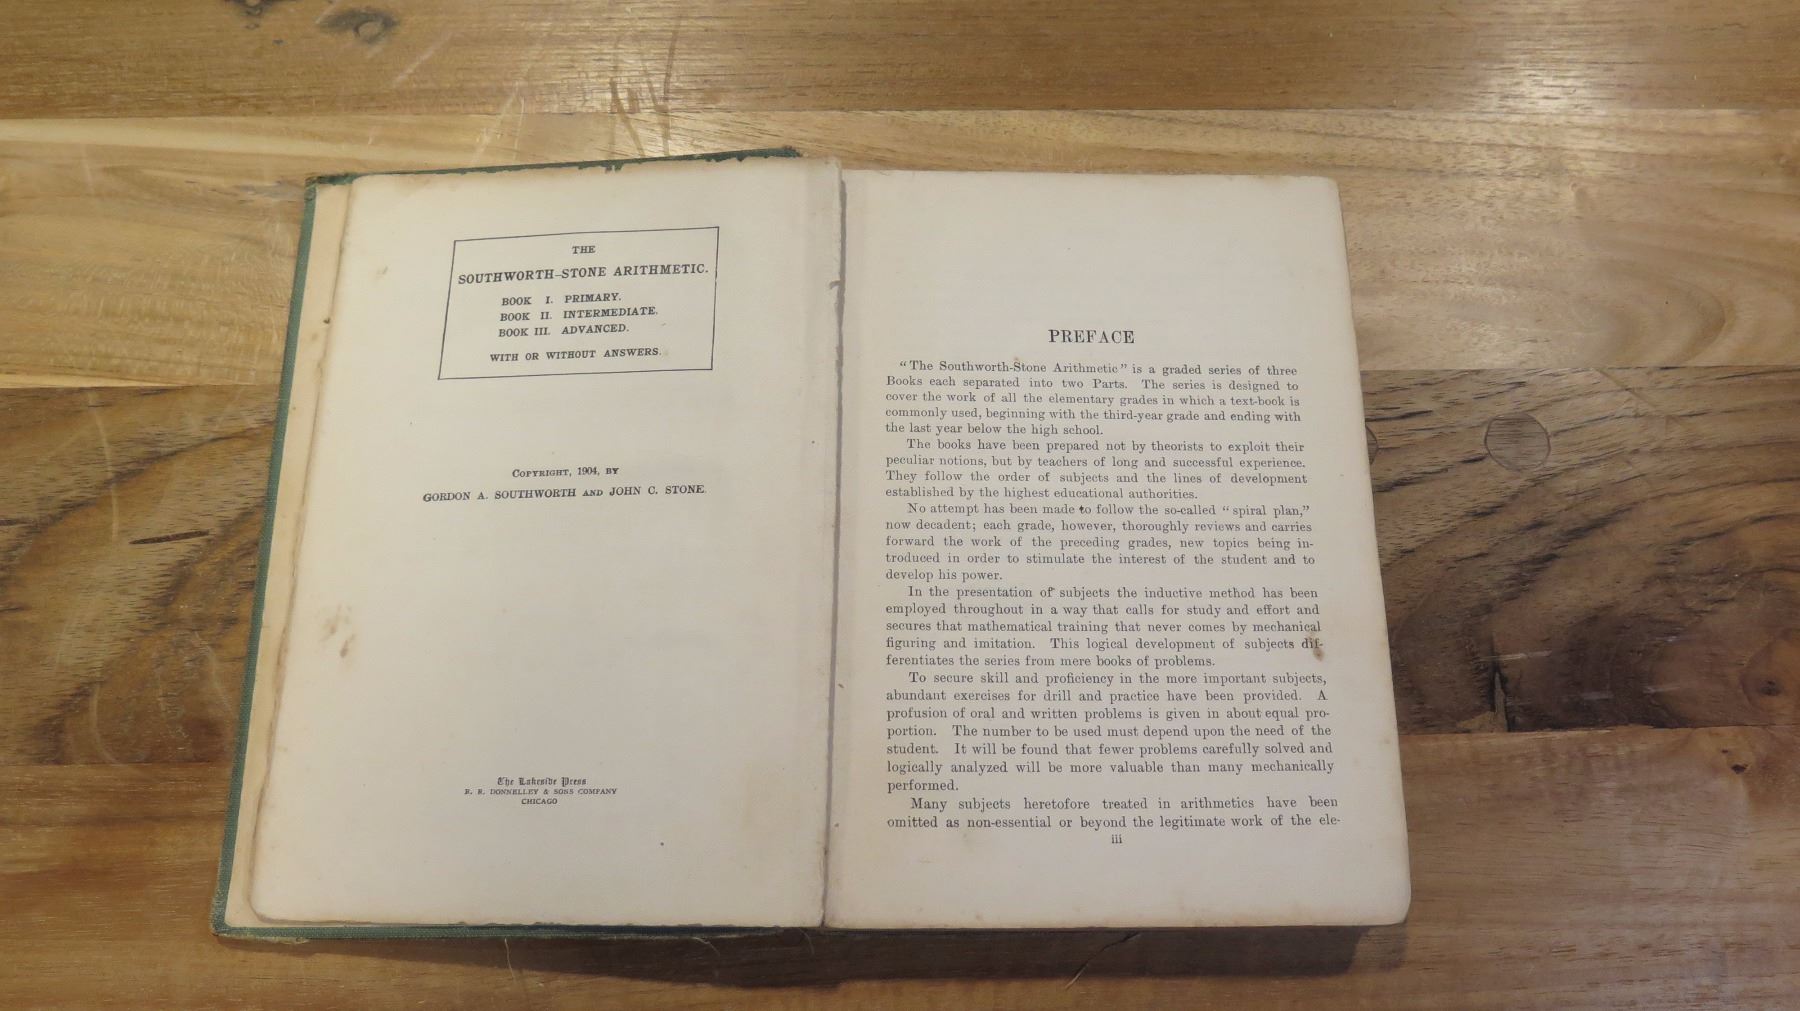 THE
SOUTHWORTH-STONE ARITHMETIC.
BOOK I. PRIMARY.
BOOK II. INTERMEDIATE.
BOOK III. ADVANCED.
WITH OR WITHOUT ANSWERS.
COPYRIGHT, 1904, BY
GORDON A. SOUTHWORTH AND JOHN C. STONE.
The Lakeside Press
R. R. DONNELLEY & SONS COMPANY
CHICAGO
PREFACE
“The Southworth-Stone Arithmetic” is a graded series of three
Books each separated into two Parts. The series is designed to
cover the work of all the elementary grades in which a text-book is
commonly used, beginning with the third-year grade and ending with
the last year below the high school.
The books have been prepared not by theorists to exploit their
peculiar notions, but by teachers of long and successful experience.
They follow the order of subjects and the lines of development
established by the highest educational authorities.
No attempt has been made to follow the so-called “spiral plan,”
now decadent; each grade, however, thoroughly reviews and carries
forward the work of the preceding grades, new topics being in-
troduced in order to stimulate the interest of the student and to
develop his power.
In the presentation of subjects the inductive method has been
employed throughout in a way that calls for study and effort and
secures that mathematical training that never comes by mechanical
figuring and imitation. This logical development of subjects dif-
ferentiates the series from mere books of problems.
To secure skill and proficiency in the more important subjects,
abundant exercises for drill and practice have been provided. A
profusion of oral and written problems is given in about equal pro-
portion. The number to be used must depend upon the need of the
student. It will be found that fewer problems carefully solved and
logically analyzed will be more valuable than many mechanically
performed.
Many subjects heretofore treated in arithmetics have been
omitted as non-essential or beyond the legitimate work of the ele-
iii